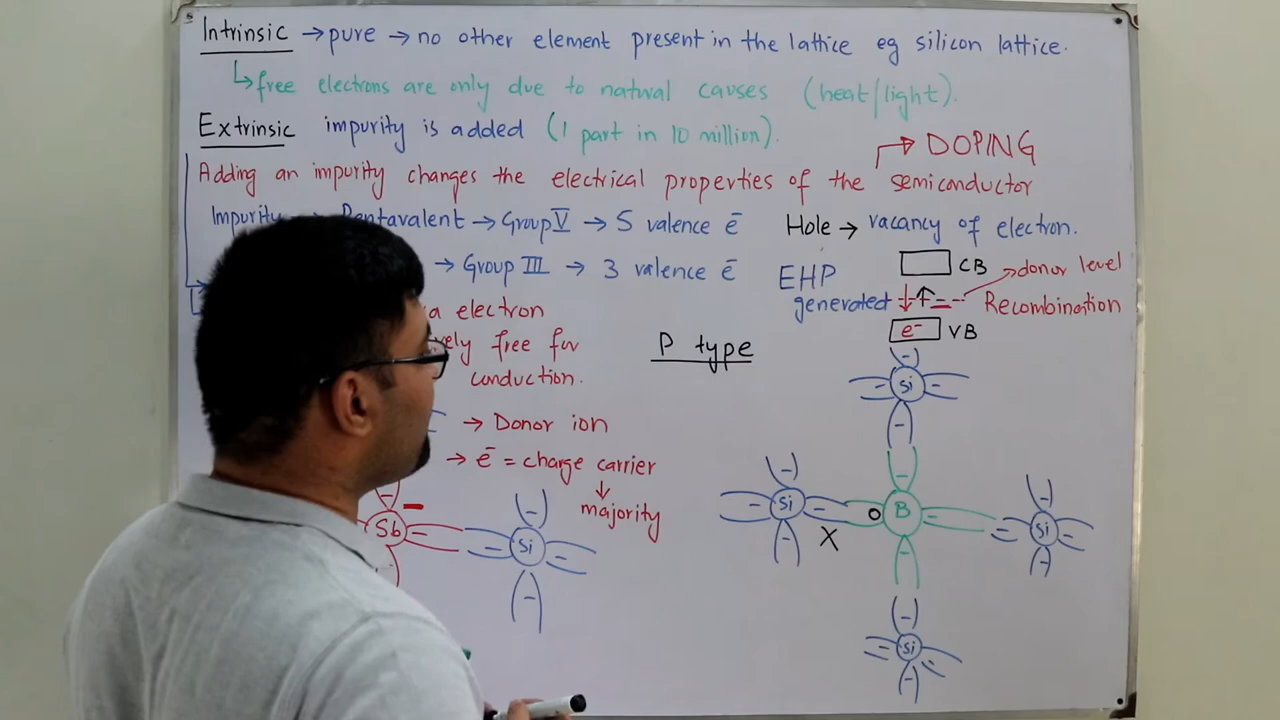 Intrinsic → pure → no other element present in the lattice eg silicon lattice.
↳ free electrons are only due to natural causes (heat/light).
Extrinsic impurity is added (1 part in 10 million).
→ DOPING
Adding an impurity changes the electrical properties of the semiconductor
Impurity Pentavalent → Group V → 5 valence e-
→ Group III → 3 valence e-
a electron
free for
conduction.
→ Donor ion
→ e- = charge carrier
↓
majority
Sb
Si
Hole → vacancy of electron.
CB
→ donor level
EHP
generated
Recombination
e- VB
P type
Si
Si
B
Si
X
Si